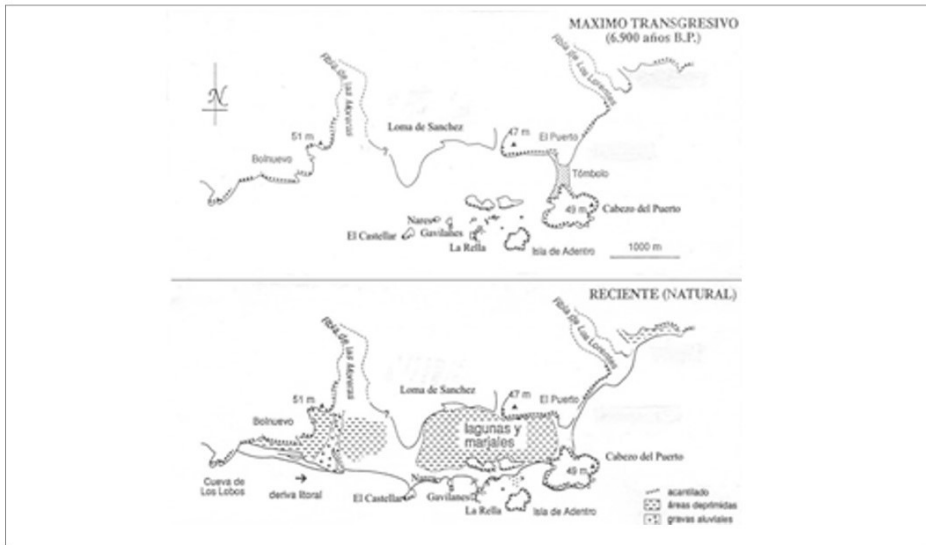 MAXIMO TRANSGRESIVO
(6.900 años B.P.)
Rbla de Los Lorentes
Rbla de las Moreras
N
51 m
Loma de Sanchez
47 m
El Puerto
Bolnuevo
Tómbolo
49 m
Cabezo del Puerto
Nares
El Castellar
Gavilanes
La Rella
Isla de Adentro
1000 m
RECIENTE (NATURAL)
Rbla de Los Lorentes
Rbla de las Moreras
51 m
Loma de Sanchez
47 m
El Puerto
Bolnuevo
lagunas y
marjales
Cabezo del Puerto
49 m
Cueva de
Los Lobos
deriva litoral
Nares
El Castellar
Gavilanes
La Rella
Isla de Adentro
acantilado
áreas deprimidas
gravas aluviales